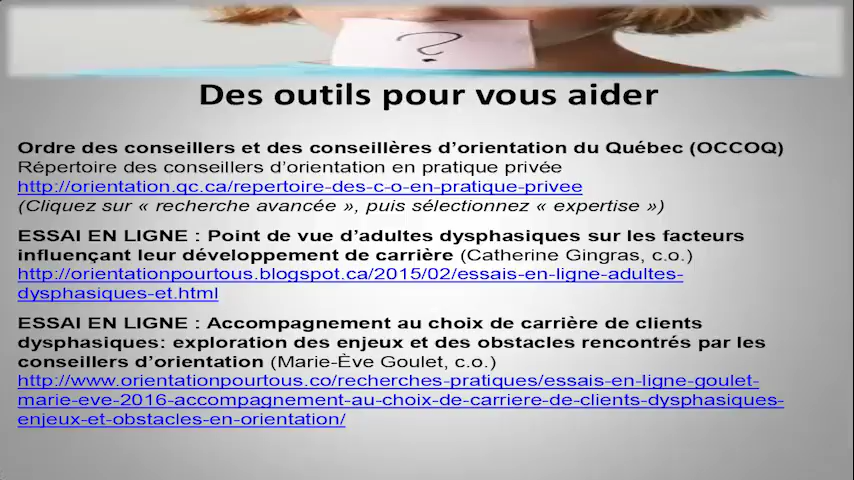 ?
Des outils pour vous aider
Ordre des conseillers et des conseillères d’orientation du Québec (OCCOQ)
Répertoire des conseillers d’orientation en pratique privée
http://orientation.qc.ca/repertoire-des-c-o-en-pratique-privee
(Cliquez sur « recherche avancée », puis sélectionnez « expertise »)
ESSAI EN LIGNE : Point de vue d’adultes dysphasiques sur les facteurs
influençant leur développement de carrière (Catherine Gingras, c.o.)
http://orientationpourtous.blogspot.ca/2015/02/essais-en-ligne-adultes-
dysphasiques-et.html
ESSAI EN LIGNE : Accompagnement au choix de carrière de clients
dysphasiques: exploration des enjeux et des obstacles rencontrés par les
conseillers d’orientation (Marie-Ève Goulet, c.o.)
http://www.orientationpourtous.co/recherches-pratiques/essais-en-ligne-goulet-
marie-eve-2016-accompagnement-au-choix-de-carriere-de-clients-dysphasiques-
enjeux-et-obstacles-en-orientation/